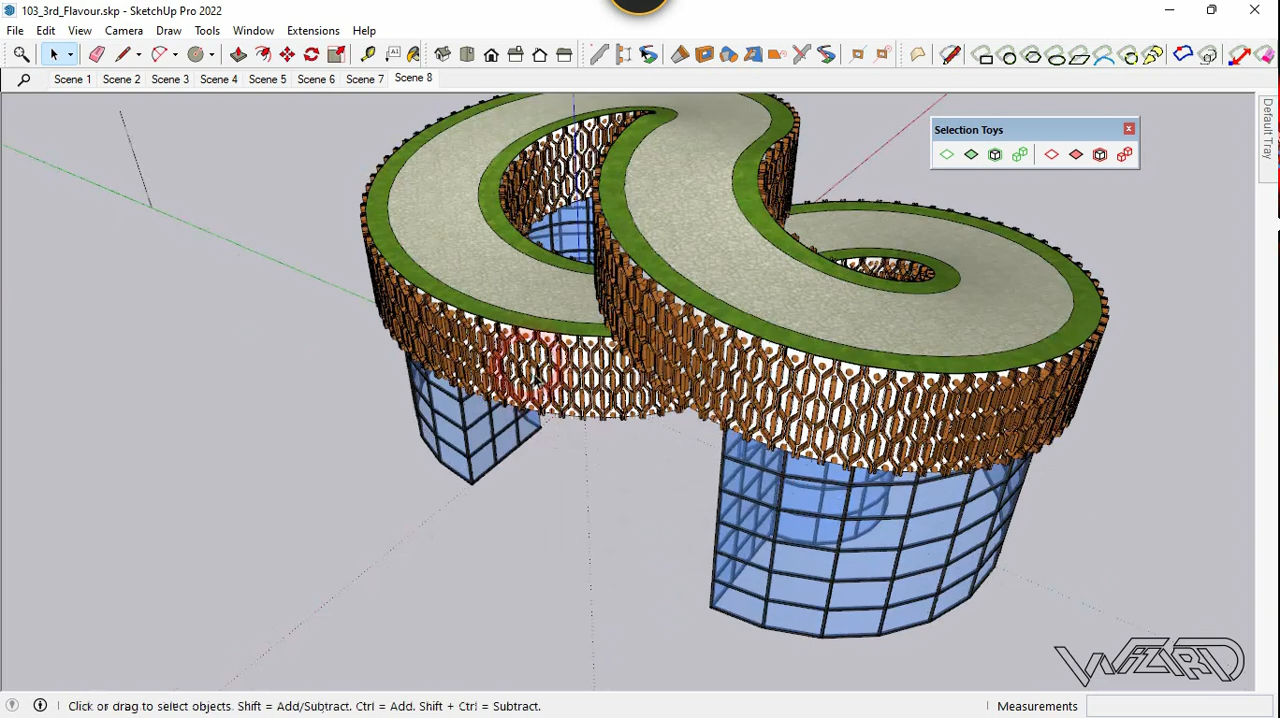 103_3rd_Flavour.skp - SketchUp Pro 2022
File Edit View Camera Draw Tools Window Extensions Help
Scene 1 Scene 2 Scene 3 Scene 4 Scene 5 Scene 6 Scene 7 Scene 8
Default Tray
Selection Toys
WIZARD
Click or drag to select objects. Shift = Add/Subtract. Ctrl = Add. Shift + Ctrl = Subtract.
Measurements